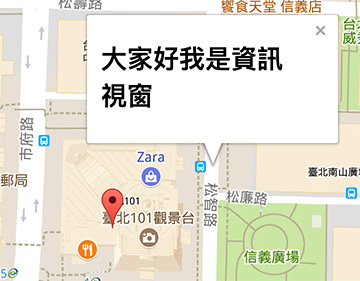 松壽路
饗食天堂 信義店
大家好我是資訊
視窗
市府路
Zara
松智路
臺北南山廣場
郵局
101
松廉路
臺北101觀景台
信義廣場